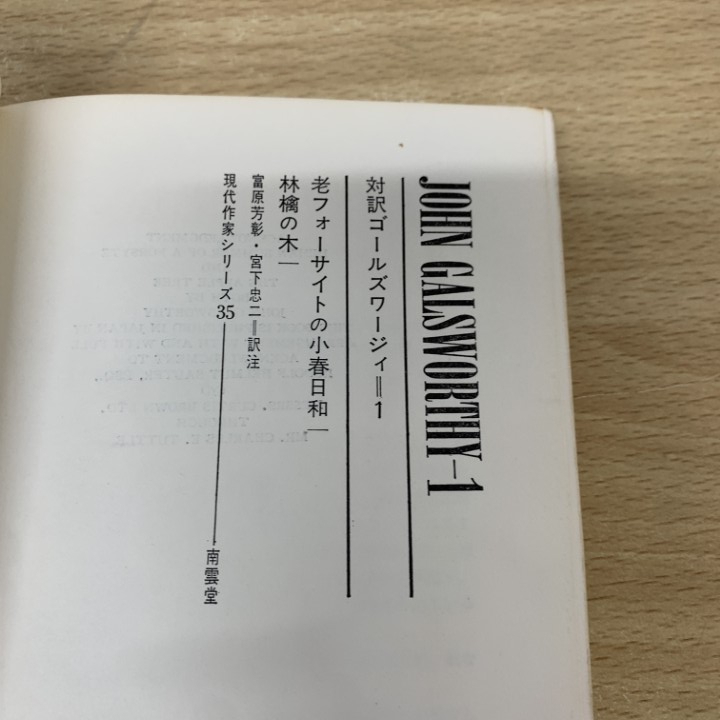 JOHN GALSWORTHY-1
対訳ゴールズワージィ=1
老フォーサイトの小春日和—
林檎の木—
富原芳彰・宮下忠二=訳注
現代作家シリーズ35——南雲堂